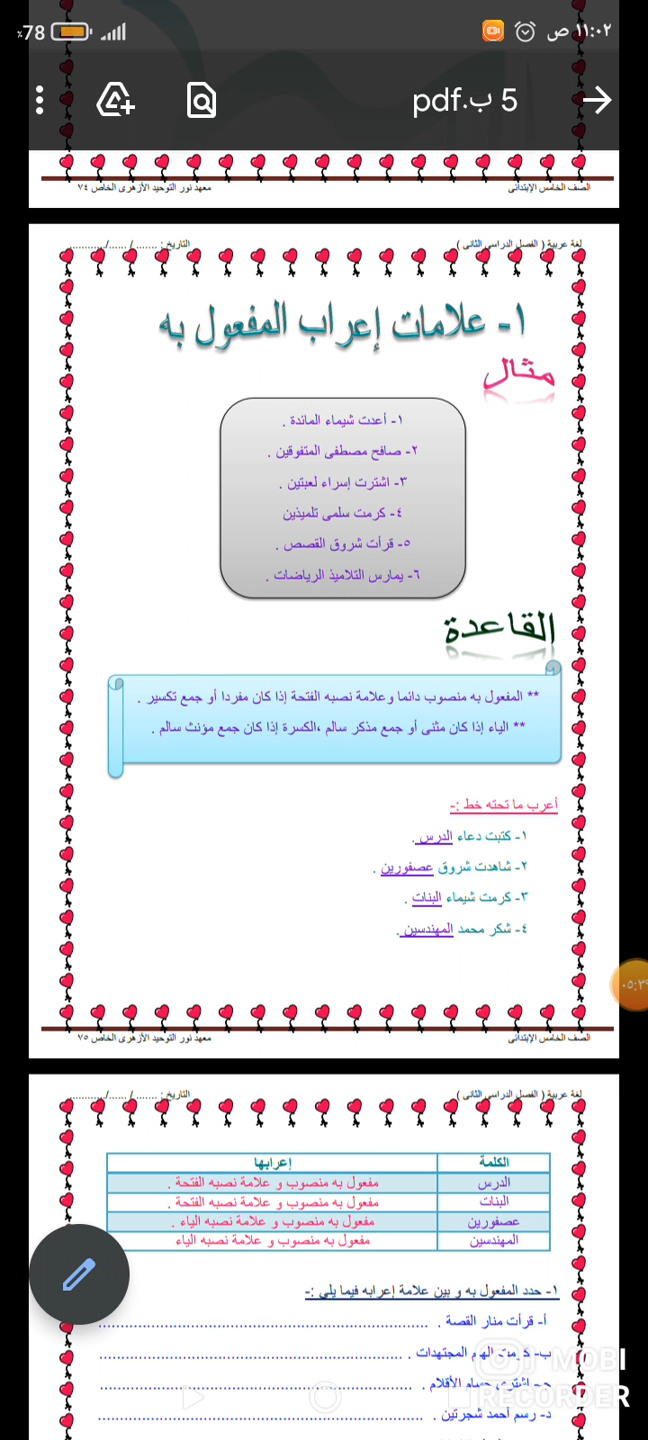 ١١:٠٢ ص
٪78
5 ب.pdf
الصف الخامس الإبتدائى
معهد نور التوحيد الأزهرى الخاص ٧٤
لغة عربية ( الفصل الدراسى الثانى )
التاريخ : ....... / ....../.............
١- علامات إعراب المفعول به
مثال
١- أعدت شيماء المائدة .
٢- صافح مصطفى المتفوقين .
٣- اشترت إسراء لعبتين .
٤- كرمت سلمى تلميذين
٥- قرأت شروق القصص .
٦- يمارس التلاميذ الرياضات .
القاعدة
** المفعول به منصوب دائما وعلامة نصبه الفتحة إذا كان مفردا أو جمع تكسير .
** الياء إذا كان مثنى أو جمع مذكر سالم ،الكسرة إذا كان جمع مؤنث سالم .
أعرب ما تحته خط :-
١- كتبت دعاء الدرس .
٢- شاهدت شروق عصفورين .
٣- كرمت شيماء البنات .
٤- شكر محمد المهندسين .
٠٥:٣٩
الصف الخامس الإبتدائى
معهد نور التوحيد الأزهرى الخاص ٧٥
لغة عربية ( الفصل الدراسى الثانى )
التاريخ : ....... / ....../.............
الكلمة إعرابها
الدرس مفعول به منصوب و علامة نصبه الفتحة .
البنات مفعول به منصوب و علامة نصبه الفتحة .
عصفورين مفعول به منصوب و علامة نصبه الياء .
المهندسين مفعول به منصوب و علامة نصبه الياء
١- حدد المفعول به و بين علامة إعرابه فيما يلى :-
أ- قرأت منار القصة . ....................................................
ب- كرمت إلهام المجتهدات . ................................................
ج- اشترى حسام الأقلام . ..................................................
د- رسم أحمد شجرتين . ....................................................
MOBI
RECORDER